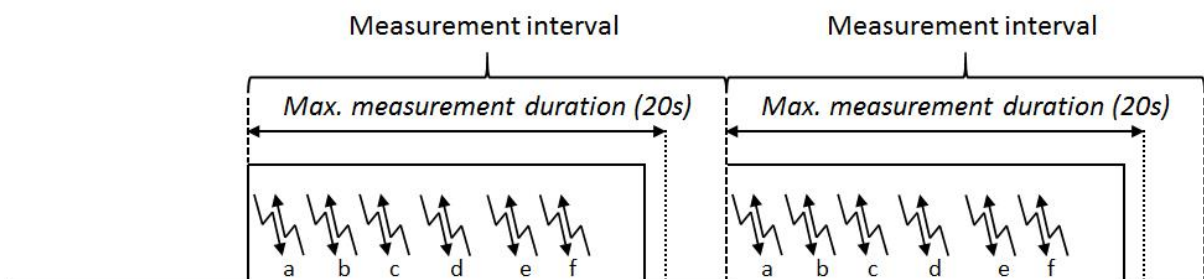 Measurement interval Measurement interval
Max. measurement duration (20s) Max. measurement duration (20s)
a b c d e f a b c d e f